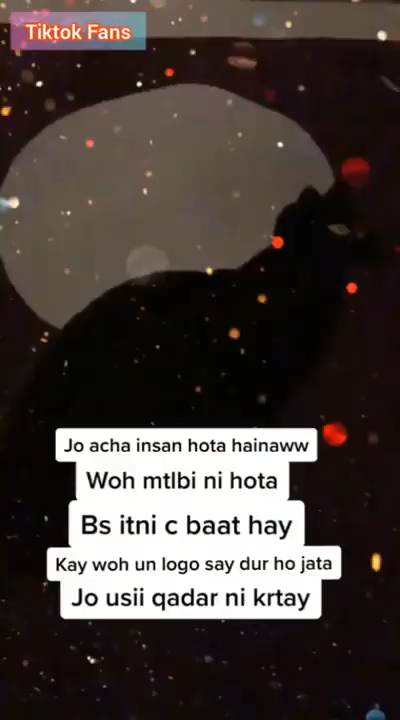 Tiktok Fans
Jo acha insan hota hainaww
Woh mtlbi ni hota
Bs itni c baat hay
Kay woh un logo say dur ho jata
Jo usii qadar ni krtay